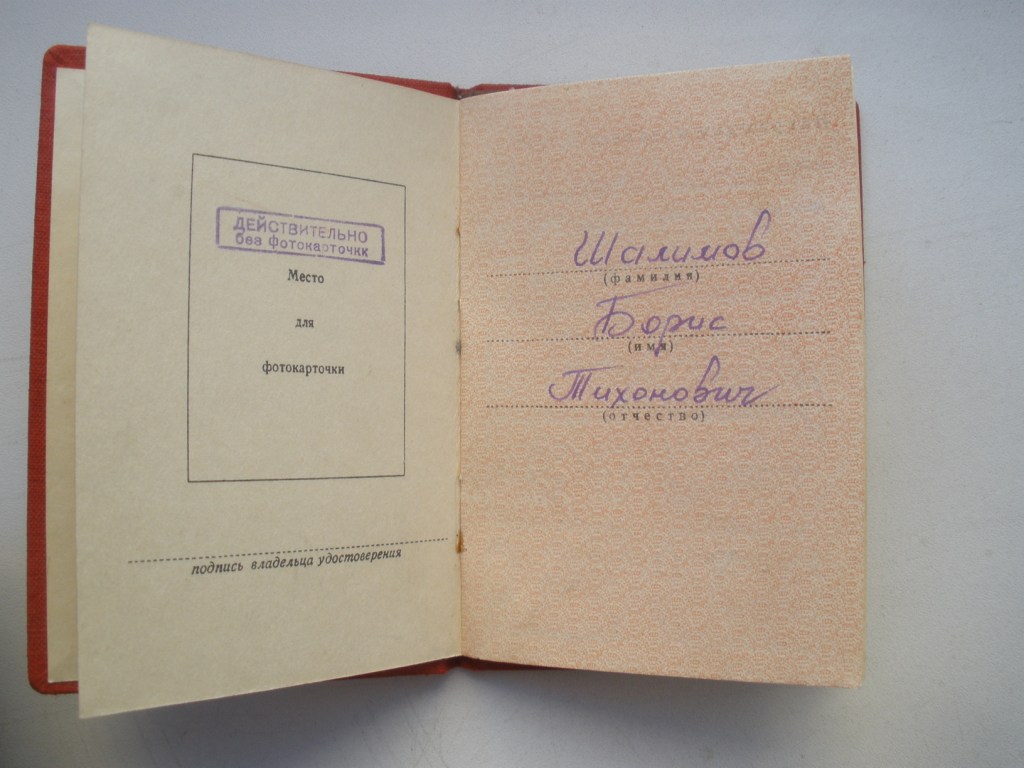 ДЕЙСТВИТЕЛЬНО
без фотокарточки
Место
для
фотокарточки
подпись владельца удостоверения
Шалимов
(фамилия)
Борис
(имя)
Тихонович
(отчество)